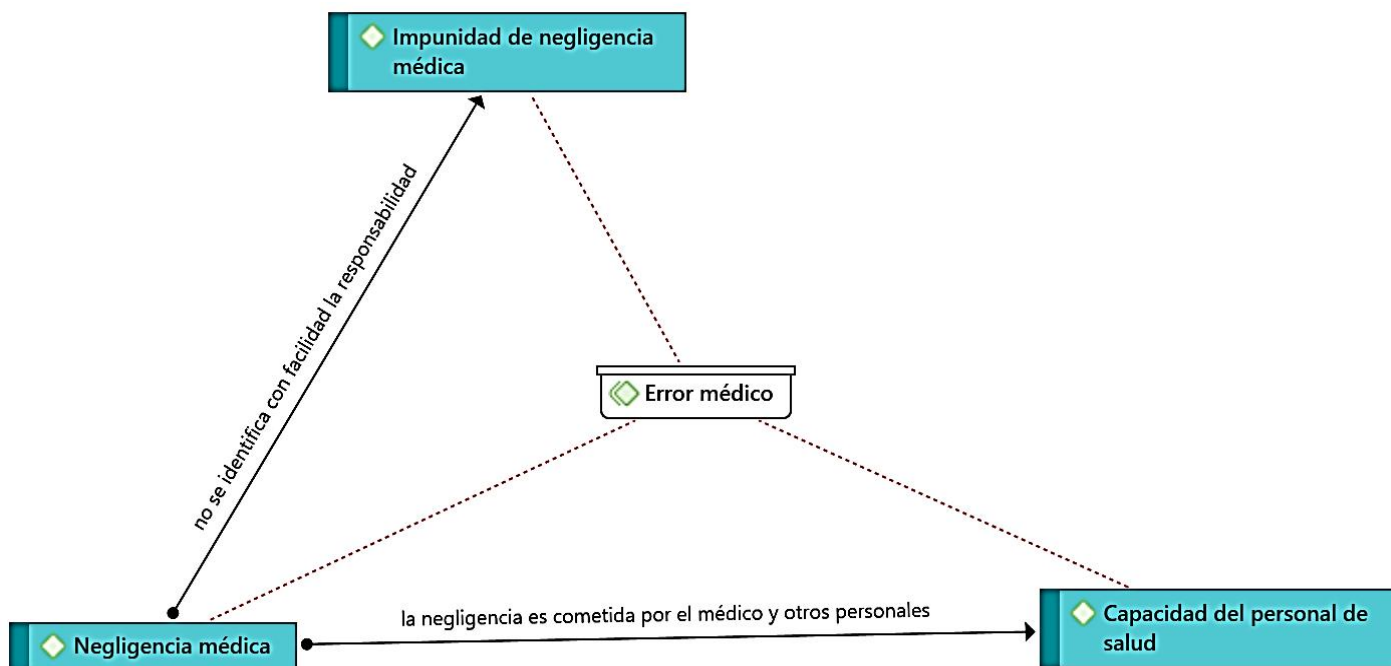 Impunidad de negligencia
médica
no se identifica con facilidad la responsabilidad
Error médico
la negligencia es cometida por el médico y otros personales
Negligencia médica
Capacidad del personal de
salud